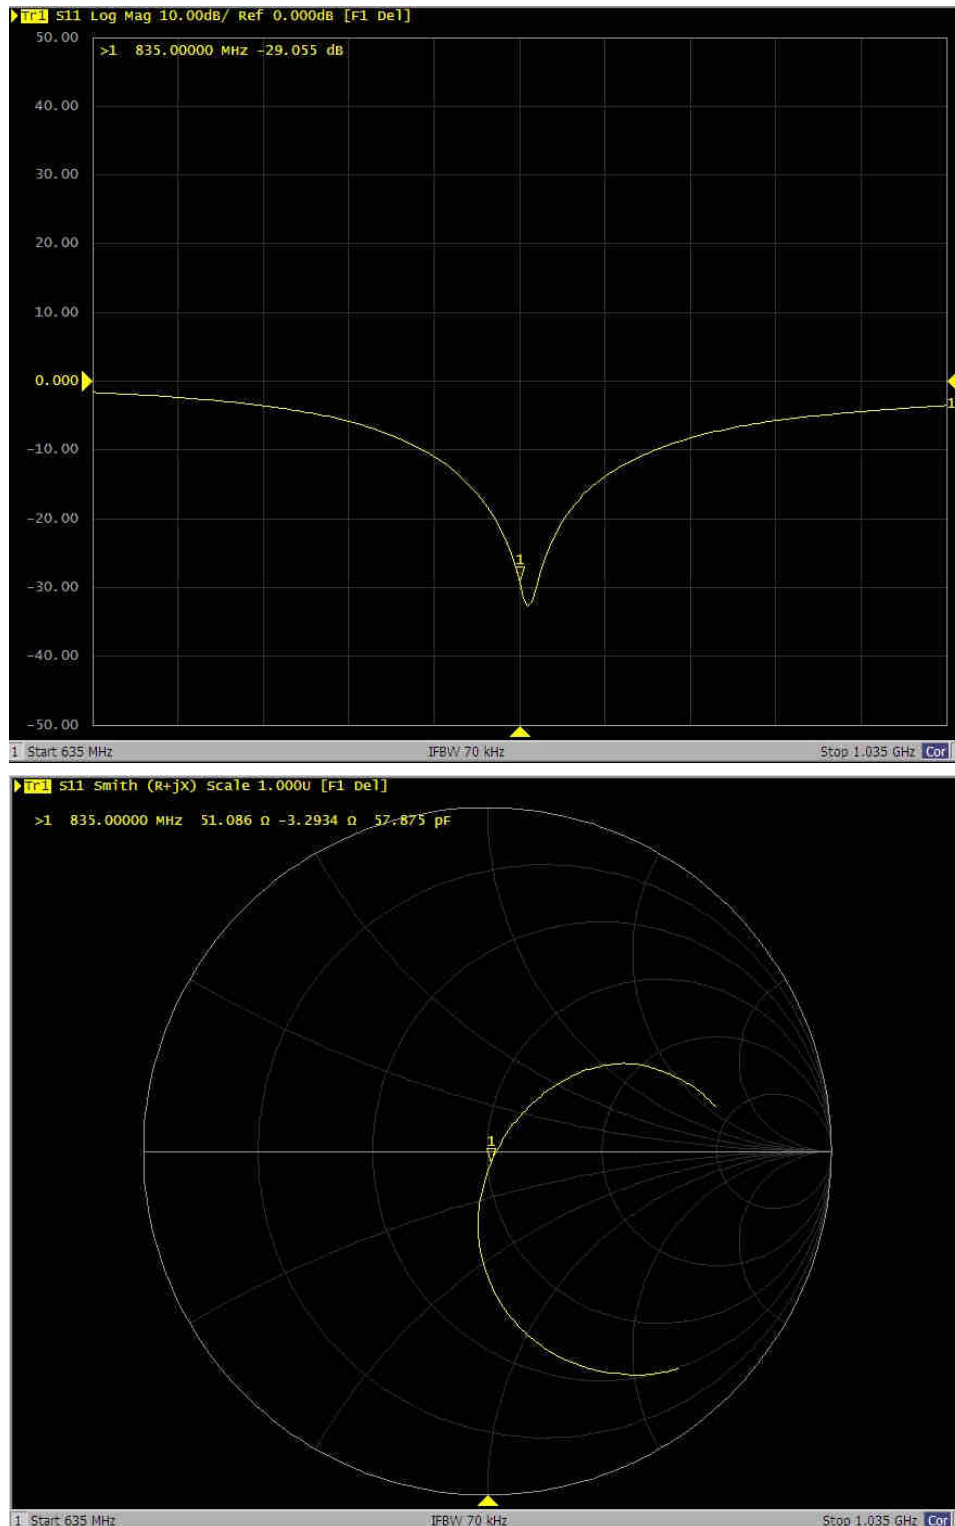 Tr1 S11 Log Mag 10.00dB/ Ref 0.000dB [F1 Del]
50.00
>1 835.00000 MHz -29.055 dB
40.00
30.00
20.00
10.00
0.000
1
-10.00
-20.00
1
-30.00
-40.00
-50.00
1 Start 635 MHz IFBW 70 kHz Stop 1.035 GHz Cor
Tr1 S11 Smith (R+jX) Scale 1.000U [F1 Del]
>1 835.00000 MHz 51.086 Ω -3.2934 Ω 57.875 pF
1
1 Start 635 MHz IFBW 70 kHz Stop 1.035 GHz Cor